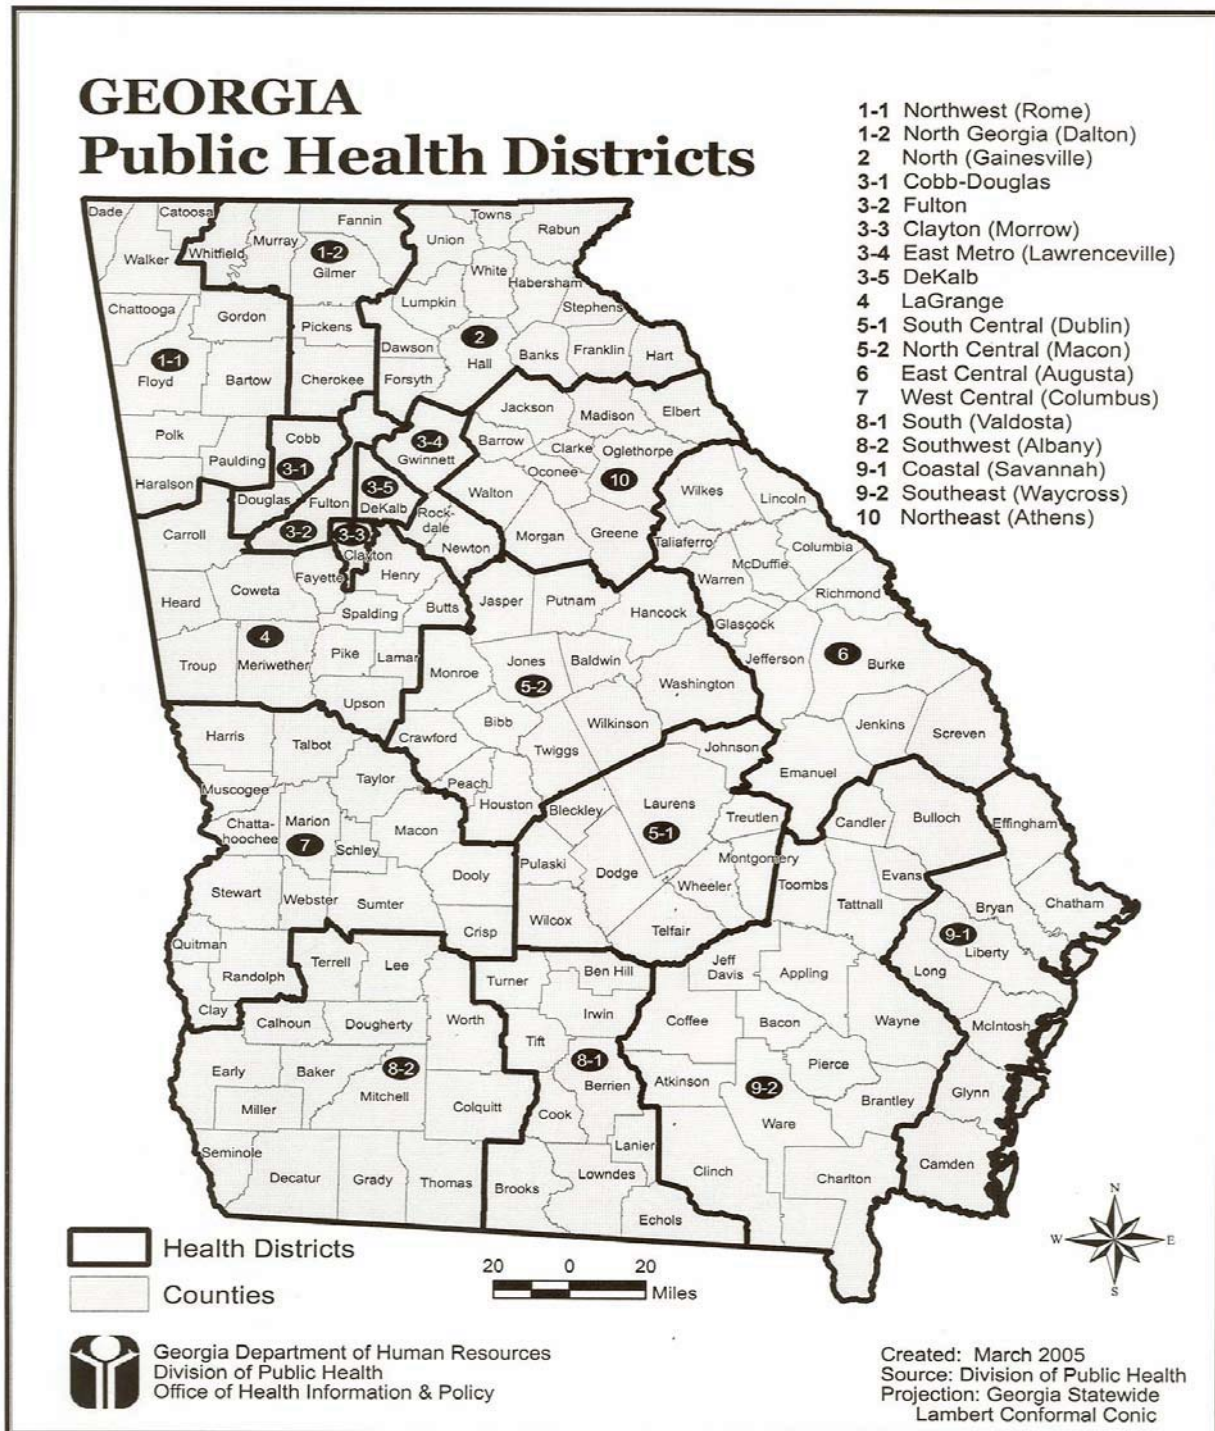 GEORGIA
Public Health Districts
1-1 Northwest (Rome)
1-2 North Georgia (Dalton)
2 North (Gainesville)
3-1 Cobb-Douglas
3-2 Fulton
3-3 Clayton (Morrow)
3-4 East Metro (Lawrenceville)
3-5 DeKalb
4 LaGrange
5-1 South Central (Dublin)
5-2 North Central (Macon)
6 East Central (Augusta)
7 West Central (Columbus)
8-1 South (Valdosta)
8-2 Southwest (Albany)
9-1 Coastal (Savannah)
9-2 Southeast (Waycross)
10 Northeast (Athens)
Dade
Catoosa
Fannin
Towns
Rabun
Walker
Whitfield
Murray
1-2
Gilmer
Union
White
Habersham
Chattooga
Gordon
Pickens
Lumpkin
Stephens
1-1
Floyd
Bartow
Cherokee
Dawson
Forsyth
2
Hall
Banks
Franklin
Hart
Polk
Paulding
Haralson
Cobb
3-1
Douglas
Fulton
3-2
3-4
Gwinnett
3-5
DeKalb
Rock-
dale
Newton
3-3
Clayton
Jackson
Madison
Elbert
Barrow
Clarke
Oglethorpe
Oconee
10
Walton
Morgan
Greene
Wilkes
Lincoln
Taliaferro
Columbia
McDuffie
Warren
Richmond
Glascock
Jefferson
6
Burke
Jenkins
Screven
Emanuel
Carroll
Coweta
Fayette
Henry
Heard
Spalding
Butts
4
Troup
Meriwether
Pike
Lamar
Upson
Jasper
Putnam
Hancock
Monroe
Jones
Baldwin
5-2
Washington
Bibb
Wilkinson
Crawford
Twiggs
Peach
Houston
Johnson
Bleckley
Laurens
Treutlen
5-1
Pulaski
Dodge
Montgomery
Wheeler
Wilcox
Telfair
Harris
Talbot
Taylor
Muscogee
Chatta-
hoochee
Marion
7
Schley
Macon
Dooly
Stewart
Webster
Sumter
Crisp
Quitman
Randolph
Clay
Candler
Bulloch
Effingham
Toombs
Evans
Tattnall
Bryan
Chatham
9-1
Liberty
Long
McIntosh
Glynn
Camden
Terrell
Lee
Worth
Calhoun
Dougherty
Early
Baker
8-2
Mitchell
Miller
Colquitt
Seminole
Decatur
Grady
Thomas
Turner
Ben Hill
Irwin
Tift
8-1
Berrien
Cook
Lanier
Brooks
Lowndes
Echols
Jeff
Davis
Appling
Coffee
Bacon
Wayne
Pierce
Atkinson
9-2
Ware
Brantley
Clinch
Charlton
N
W E
S
Health Districts
Counties
20 0 20
Miles
Georgia Department of Human Resources
Division of Public Health
Office of Health Information & Policy
Created: March 2005
Source: Division of Public Health
Projection: Georgia Statewide
Lambert Conformal Conic